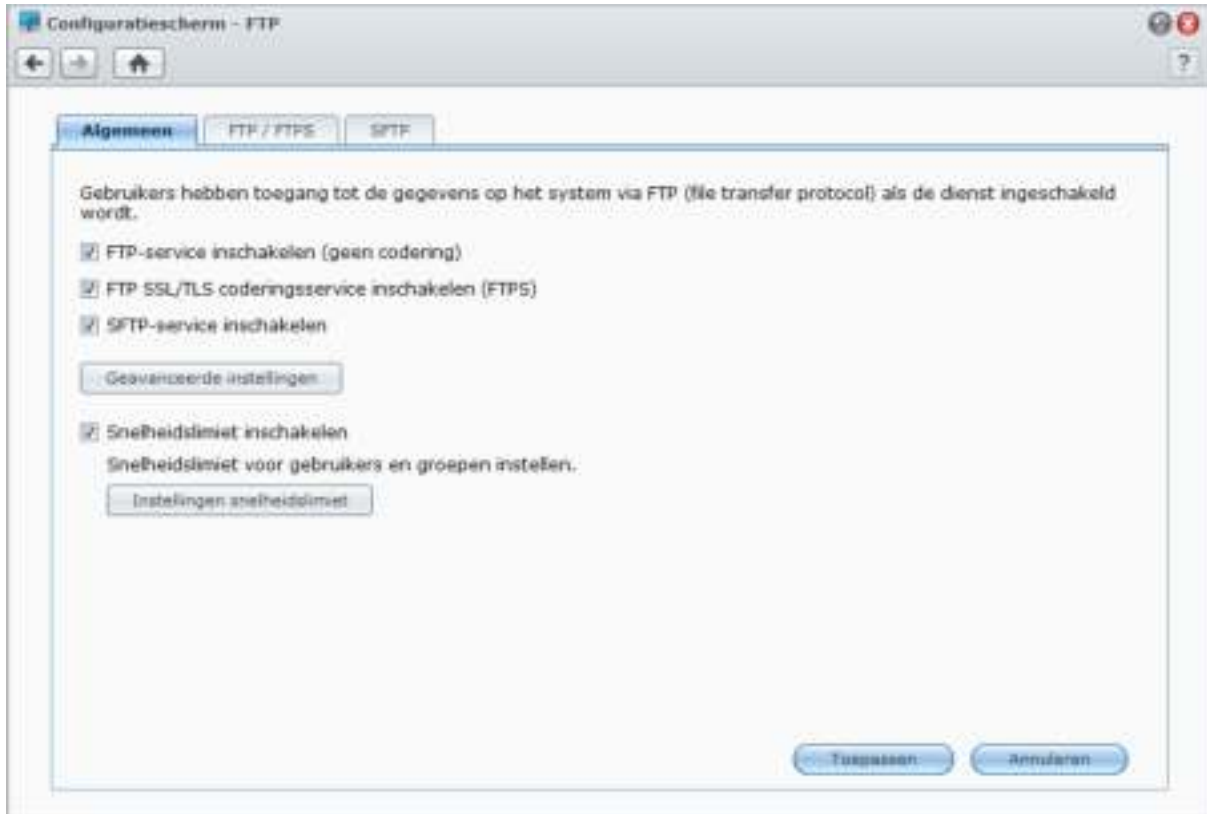 Configuratiescherm - FTP
?
Algemeen
FTP / FTPS
SFTP
Gebruikers hebben toegang tot de gegevens op het system via FTP (file transfer protocol) als de dienst ingeschakeld
wordt.
FTP-service inschakelen (geen codering)
FTP SSL/TLS coderingsservice inschakelen (FTPS)
SFTP-service inschakelen
Geavanceerde instellingen
Snelheidslimiet inschakelen
Snelheidslimiet voor gebruikers en groepen instellen.
Instellingen snelheidslimiet
Toepassen
Annuleren